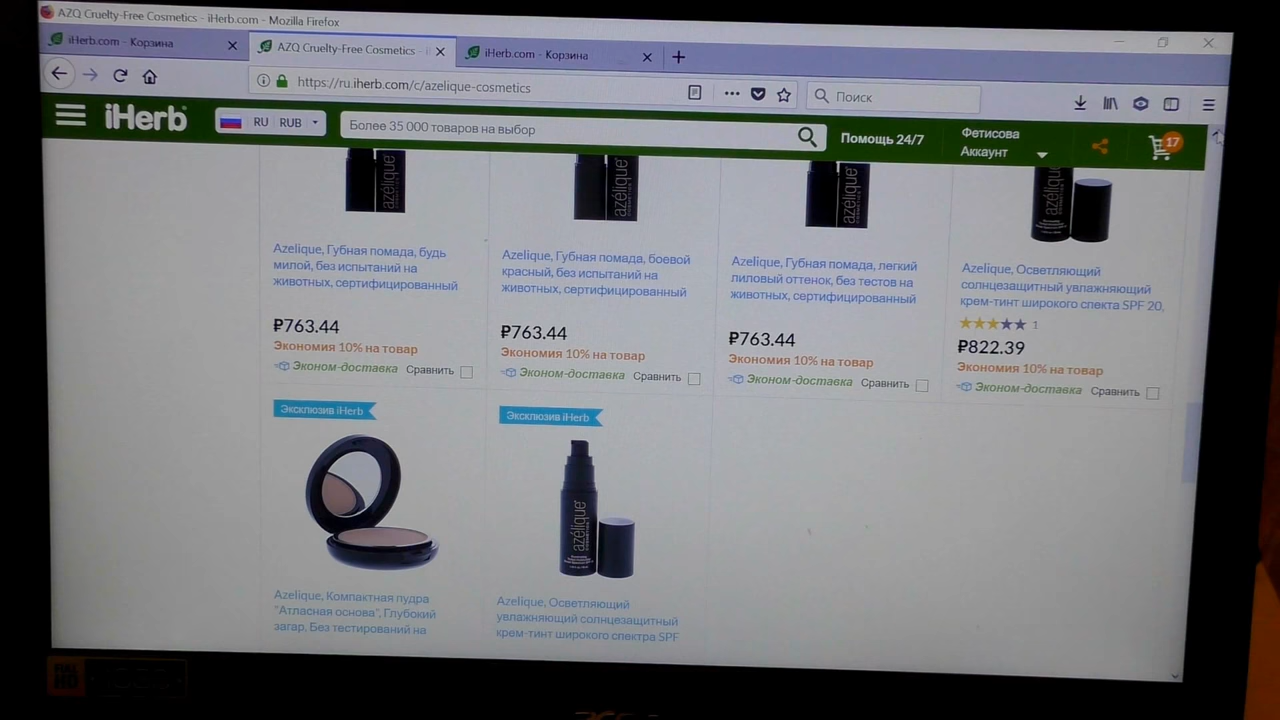 AZQ Cruelty-Free Cosmetics - iHerb.com - Mozilla Firefox
iHerb.com - Корзина
AZQ Cruelty-Free Cosmetics - i
iHerb.com - Корзина
https://ru.iherb.com/c/azelique-cosmetics
Поиск
iHerb
RU RUB
Более 35 000 товаров на выбор
Помощь 24/7
Фетисова
Аккаунт
17
azélique
azélique
azélique
azélique
Azelique, Губная помада, будь
милой, без испытаний на
животных, сертифицированный
₽763.44
Экономия 10% на товар
Эконом-доставка Сравнить
Azelique, Губная помада, боевой
красный, без испытаний на
животных, сертифицированный
₽763.44
Экономия 10% на товар
Эконом-доставка Сравнить
Azelique, Губная помада, легкий
лиловый оттенок, без тестов на
животных, сертифицированный
₽763.44
Экономия 10% на товар
Эконом-доставка Сравнить
Azelique, Осветляющий
солнцезащитный увлажняющий
крем-тинт широкого спекта SPF 20,
1
₽822.39
Экономия 10% на товар
Эконом-доставка Сравнить
Эксклюзив iHerb
Azelique, Компактная пудра
"Атласная основа", Глубокий
загар, Без тестирований на
Эксклюзив iHerb
azélique
Azelique, Осветляющий
увлажняющий солнцезащитный
крем-тинт широкого спектра SPF